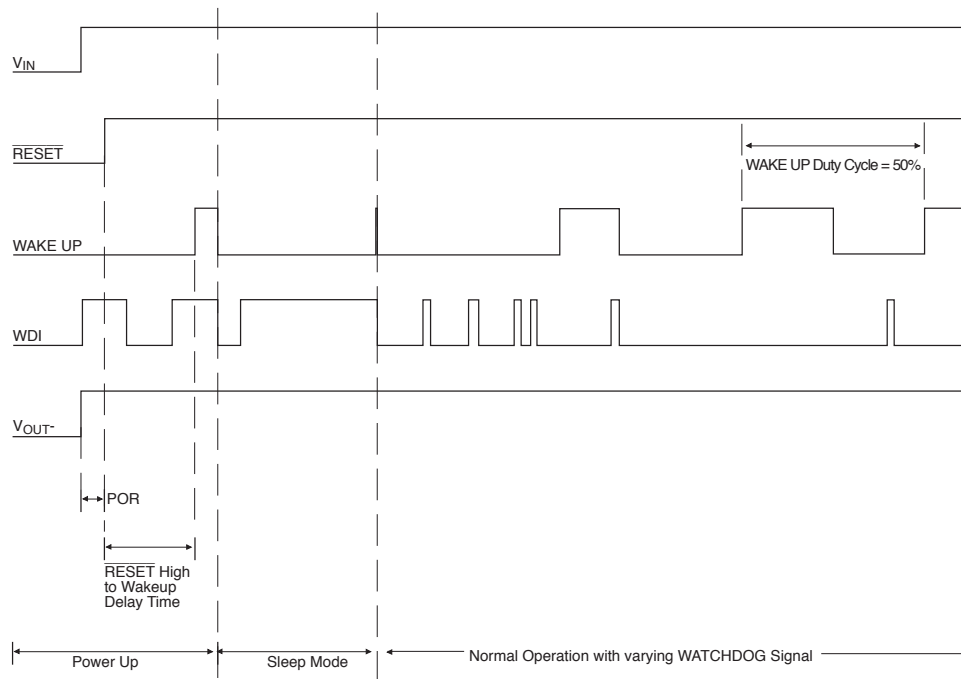 VIN
RESET
WAKE UP Duty Cycle = 50%
WAKE UP
WDI
VOUT-
POR
RESET High
to Wakeup
Delay Time
Power Up
Sleep Mode
Normal Operation with varying WATCHDOG Signal